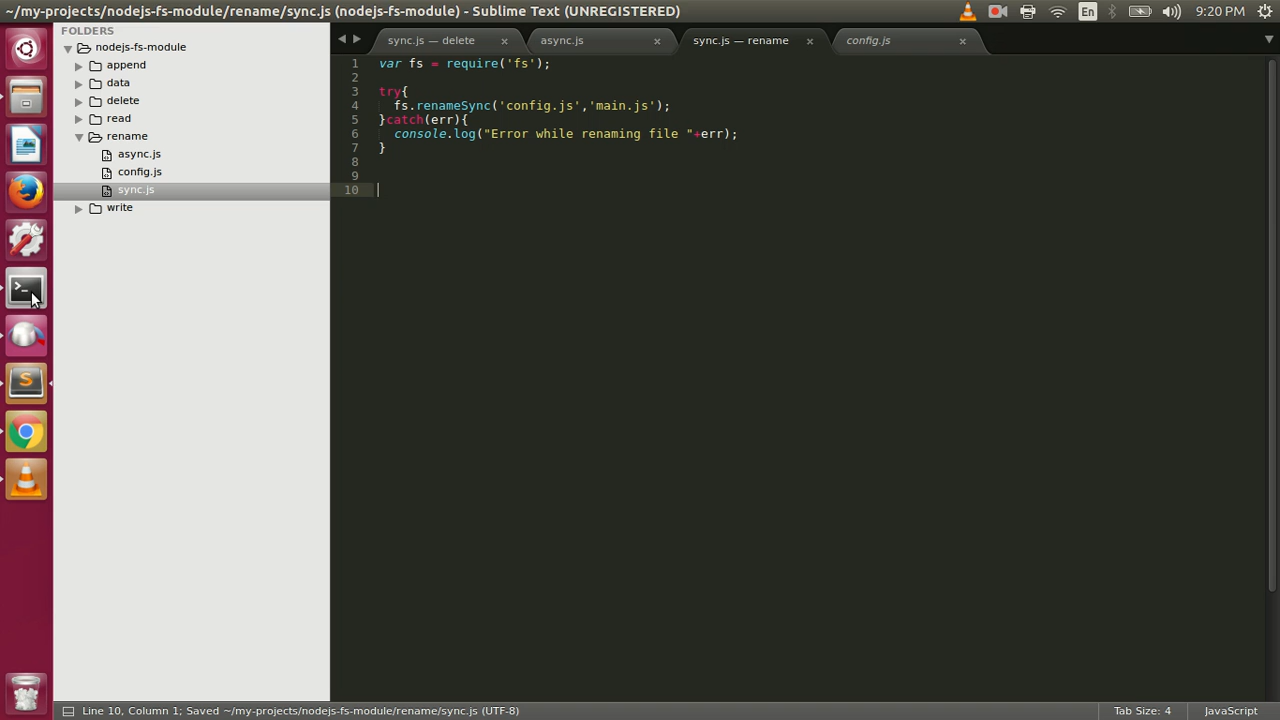 ~/my-projects/nodejs-fs-module/rename/sync.js (nodejs-fs-module) - Sublime Text (UNREGISTERED)
En
9:20 PM
FOLDERS
nodejs-fs-module
append
data
delete
read
rename
async.js
config.js
sync.js
write
sync.js — delete ×
async.js ×
sync.js — rename ×
config.js ×
1 var fs = require('fs');
2
3 try{
4 fs.renameSync('config.js','main.js');
5 }catch(err){
6 console.log("Error while renaming file "+err);
7 }
8
9
10
Line 10, Column 1; Saved ~/my-projects/nodejs-fs-module/rename/sync.js (UTF-8)
Tab Size: 4
JavaScript